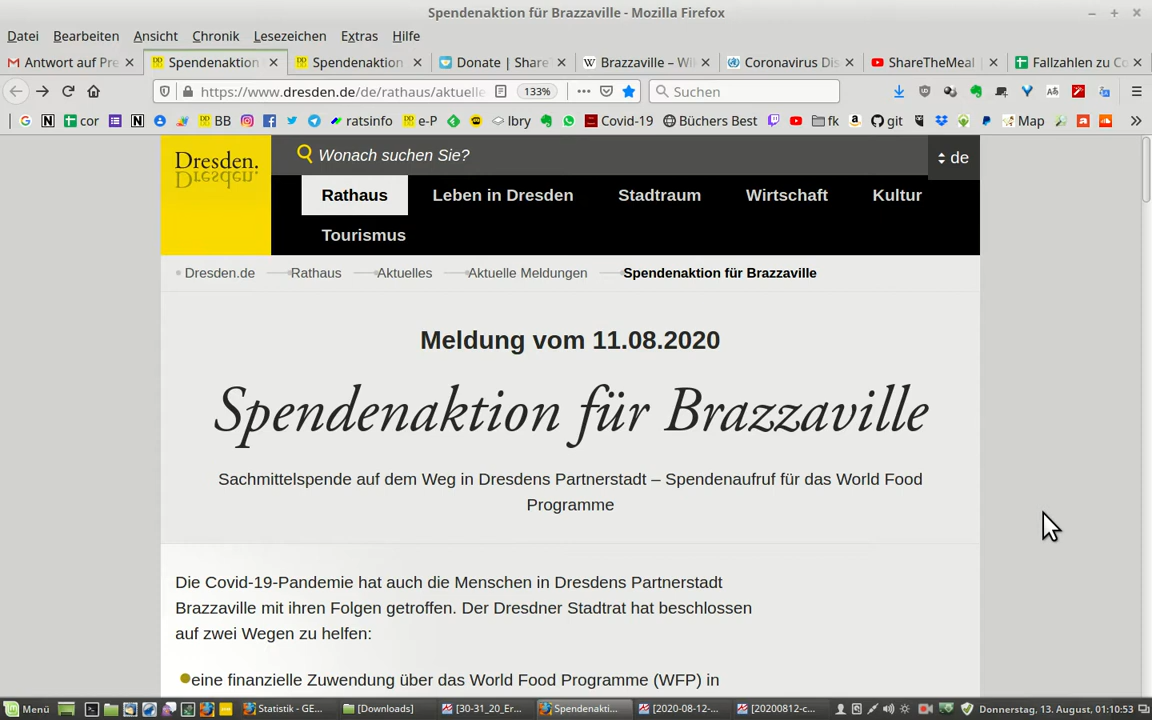 Spendenaktion für Brazzaville - Mozilla Firefox
Datei Bearbeiten Ansicht Chronik Lesezeichen Extras Hilfe
Antwort auf Pre Spendenaktion Spendenaktion Donate | Share Brazzaville – Wi Coronavirus Dis ShareTheMeal | Fallzahlen zu Co
https://www.dresden.de/de/rathaus/aktuelle 133% Suchen
cor BB ratsinfo e-P lbry Covid-19 Büchers Best fk git Map
Dresden.
Wonach suchen Sie?
de
Rathaus Leben in Dresden Stadtraum Wirtschaft Kultur
Tourismus
Dresden.de Rathaus Aktuelles Aktuelle Meldungen Spendenaktion für Brazzaville
Meldung vom 11.08.2020
Spendenaktion für Brazzaville
Sachmittelspende auf dem Weg in Dresdens Partnerstadt – Spendenaufruf für das World Food
Programme
Die Covid-19-Pandemie hat auch die Menschen in Dresdens Partnerstadt
Brazzaville mit ihren Folgen getroffen. Der Dresdner Stadtrat hat beschlossen
auf zwei Wegen zu helfen:
eine finanzielle Zuwendung über das World Food Programme (WFP) in
Menü Statistik - GE... [Downloads] [30-31_20_Er... Spendenakti... [2020-08-12-... [20200812-c... Donnerstag, 13. August, 01:10:53